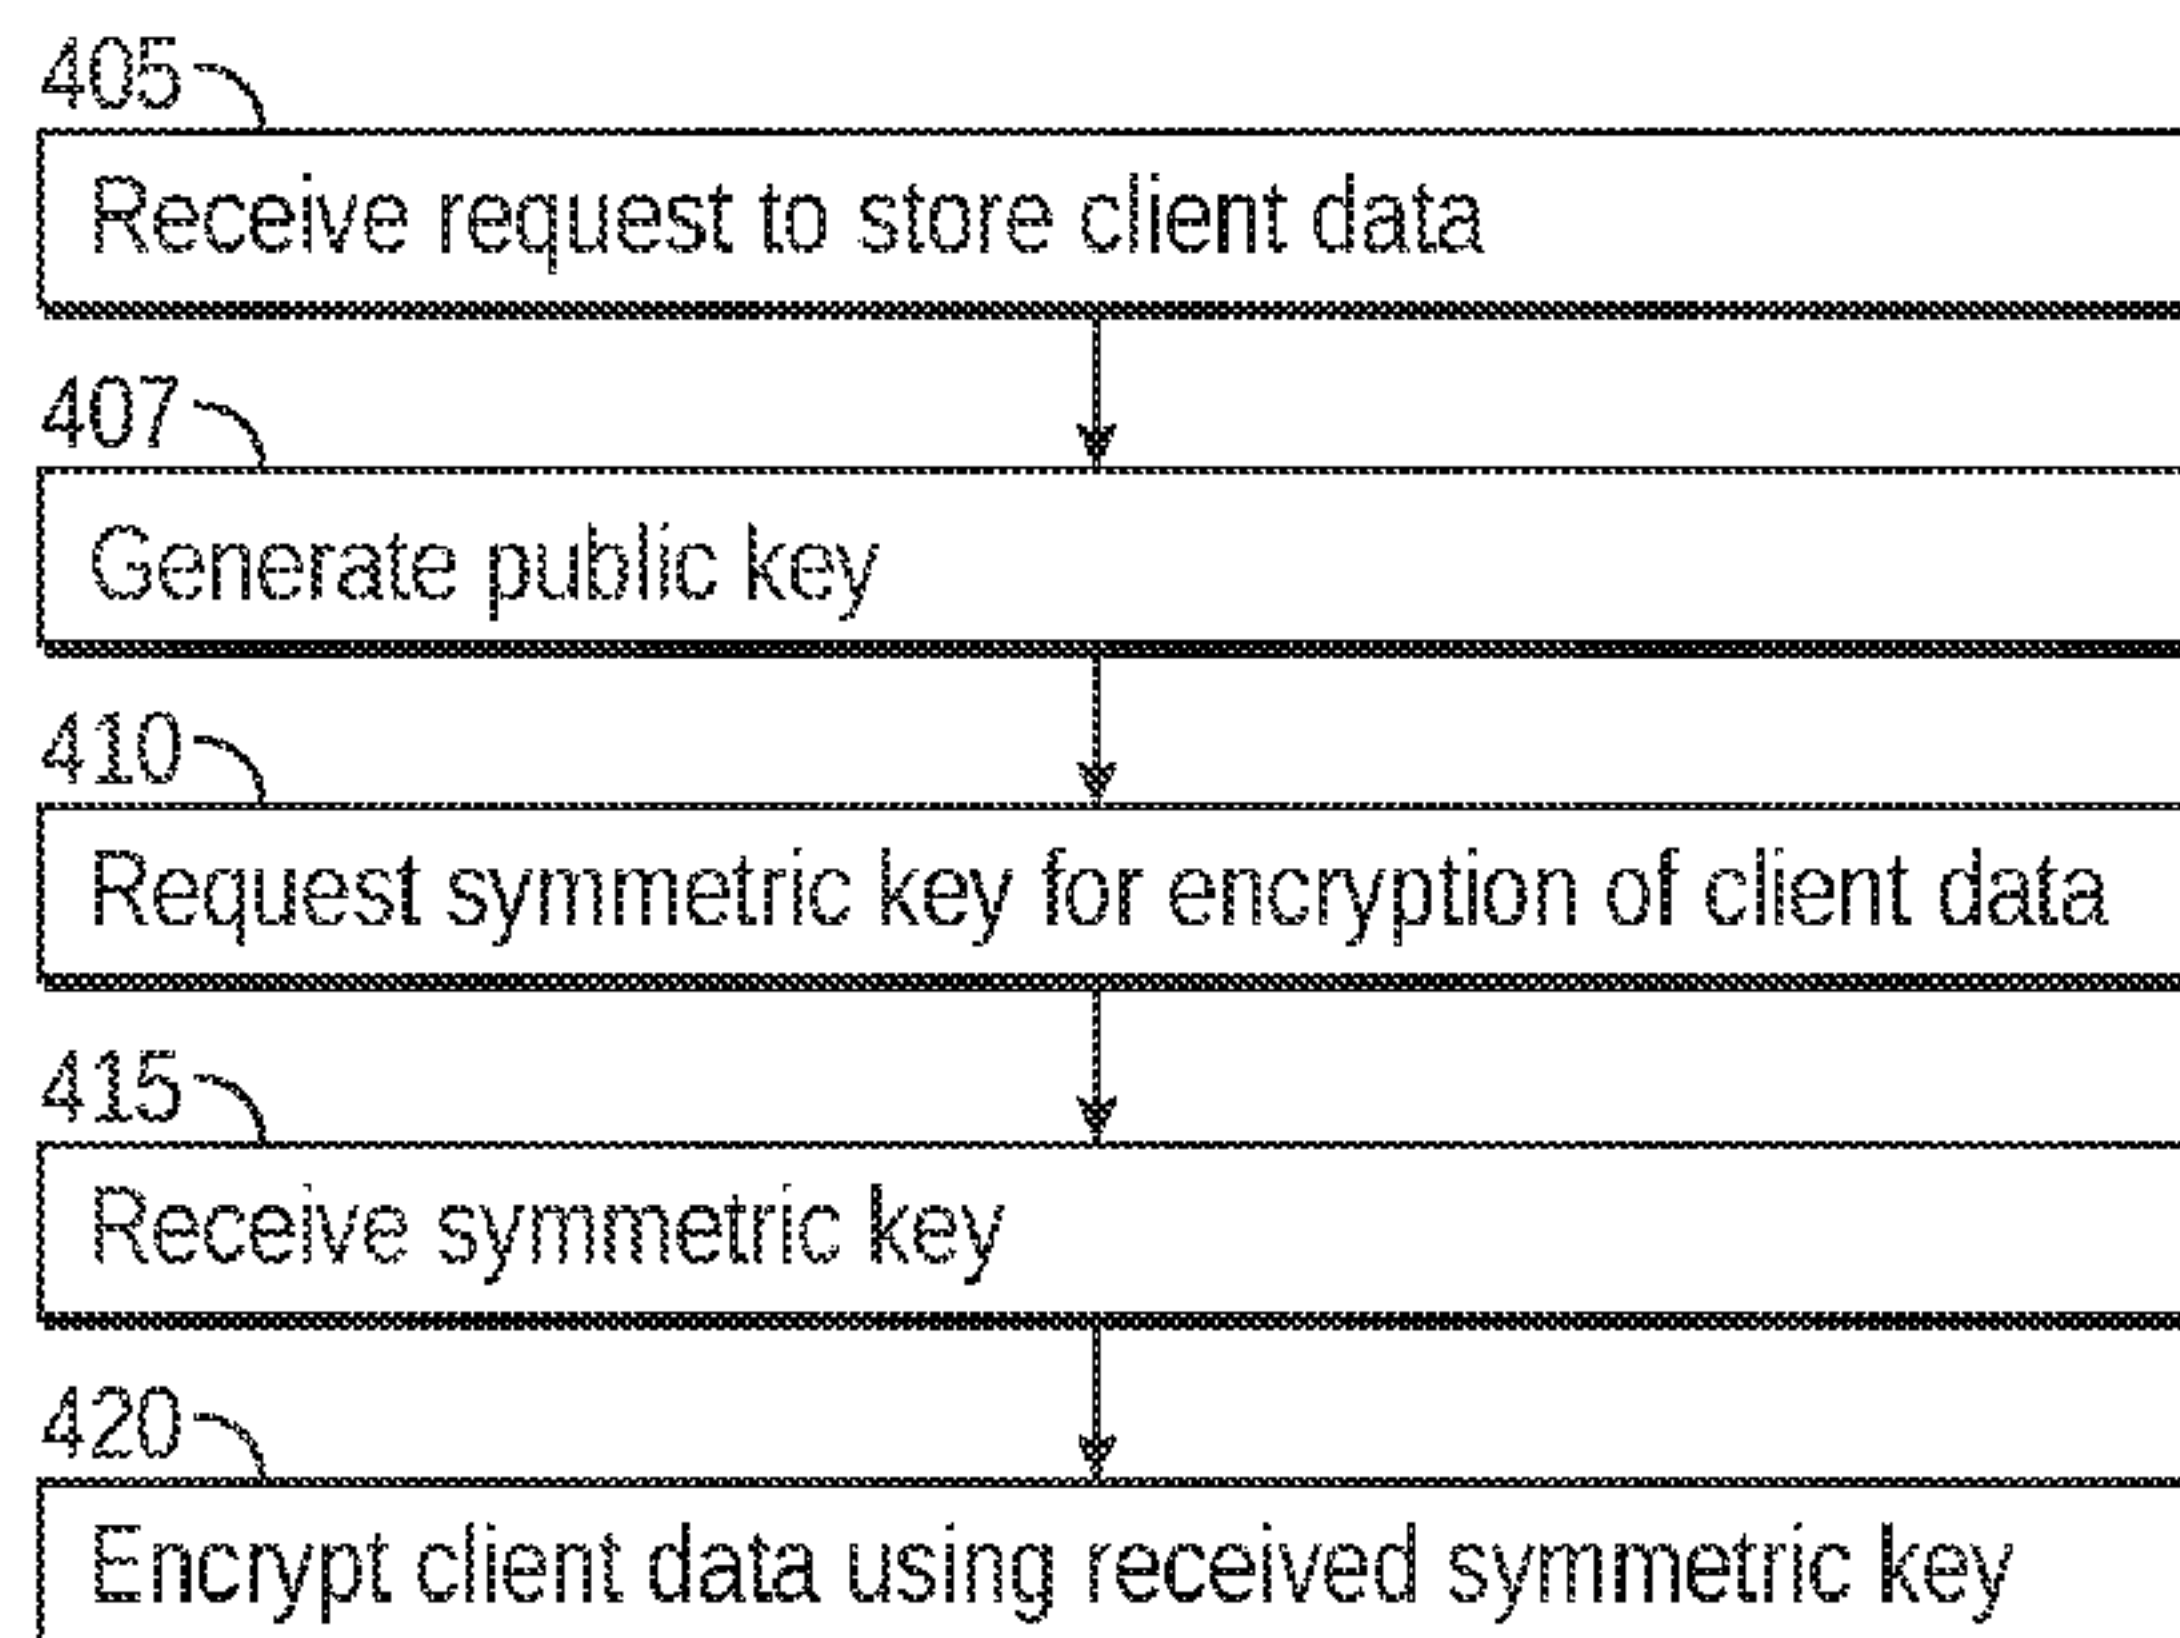 405
Receive request to store client data
407
Generate public key
410
Request symmetric key for encryption of client data
415
Receive symmetric key
420
Encrypt client data using received symmetric key